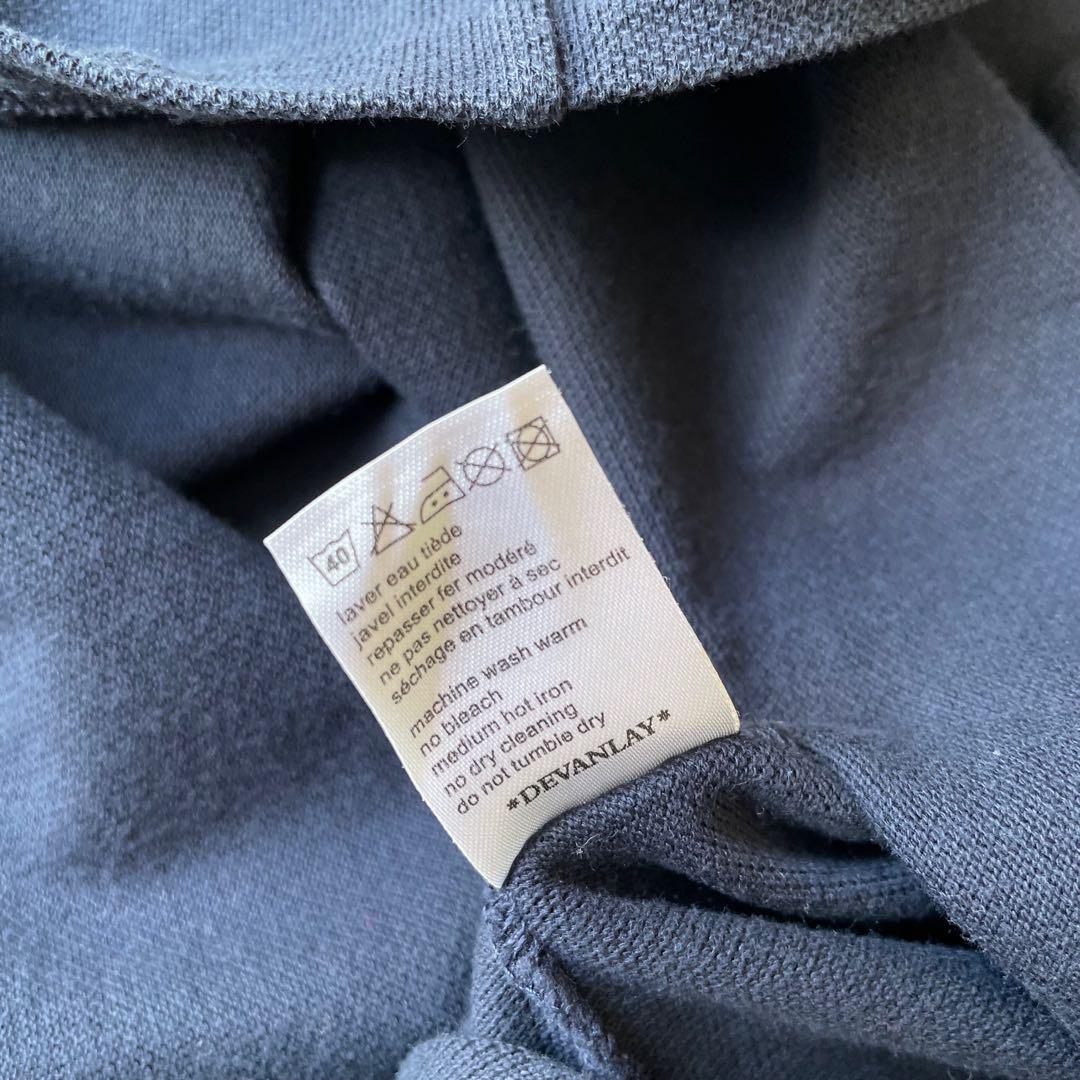 40
laver eau tiède
javel interdite
repasser fer modéré
ne pas nettoyer à sec
séchage en tambour interdit
machine wash warm
no bleach
medium hot iron
no dry cleaning
do not tumble dry
*DEVANLAY*